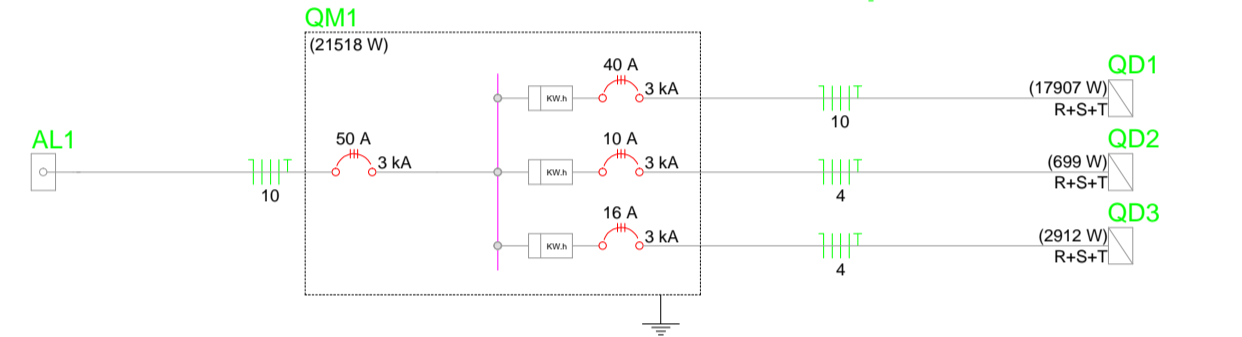 QM1
(21518 W)
AL1
10
50 A
3 kA
KW.h
40 A
3 kA
10
(17907 W)
R+S+T
QD1
KW.h
10 A
3 kA
4
(699 W)
R+S+T
QD2
KW.h
16 A
3 kA
4
(2912 W)
R+S+T
QD3